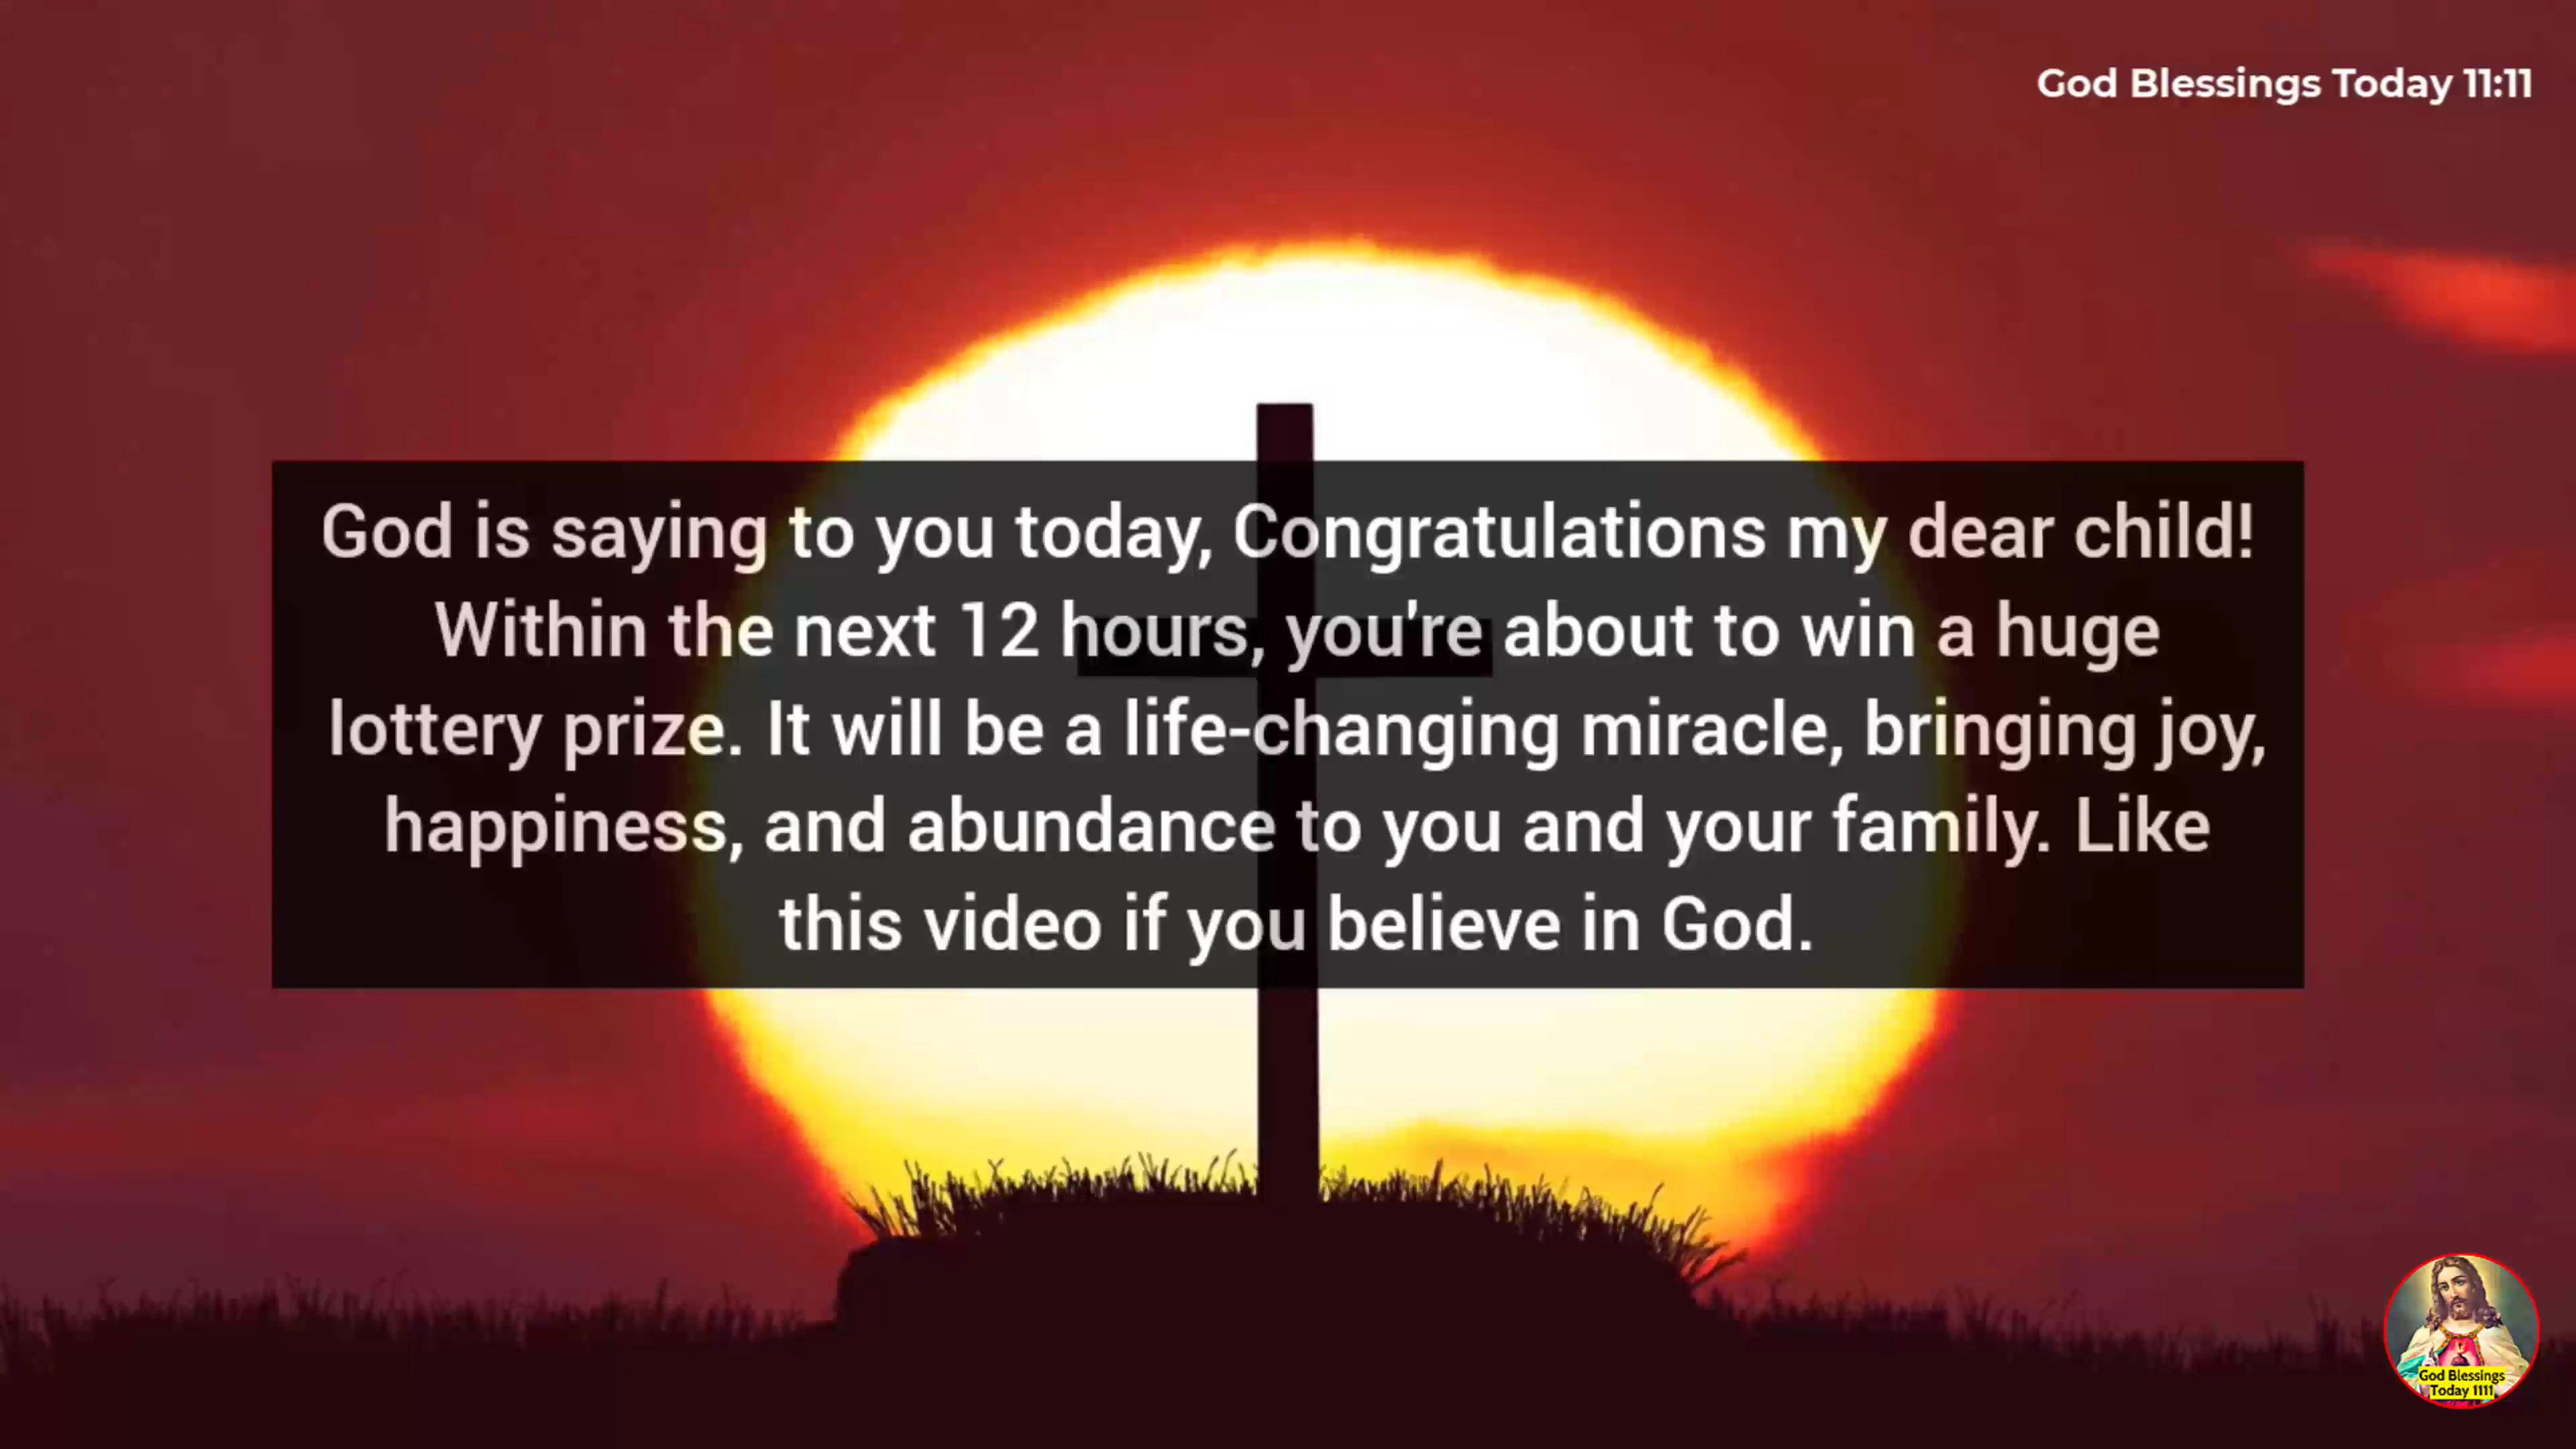 God Blessings Today 11:11
God is saying to you today, Congratulations my dear child!
Within the next 12 hours, you're about to win a huge
lottery prize. It will be a life-changing miracle, bringing joy,
happiness, and abundance to you and your family. Like
this video if you believe in God.
God Blessings
Today 1111